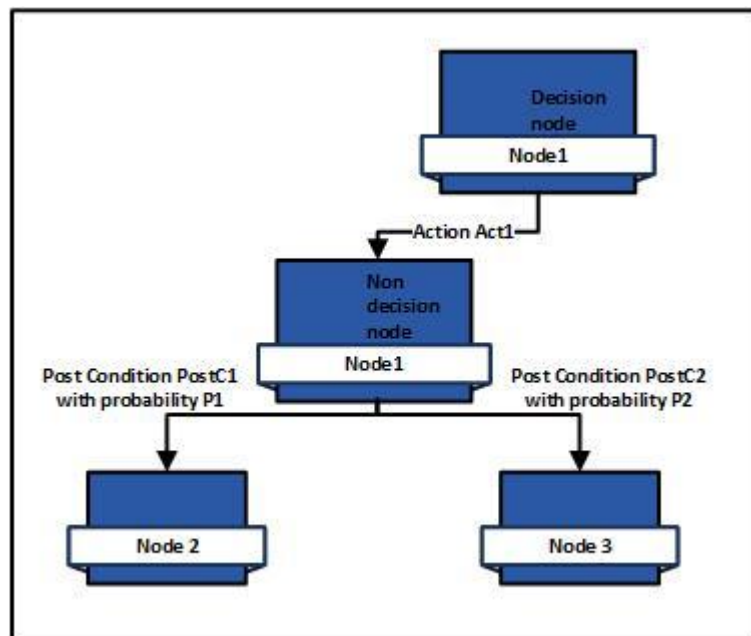 Decision
node
Node1
Action Act1
Non
decision
node
Node1
Post Condition PostC1
with probability P1
Post Condition PostC2
with probability P2
Node 2
Node 3